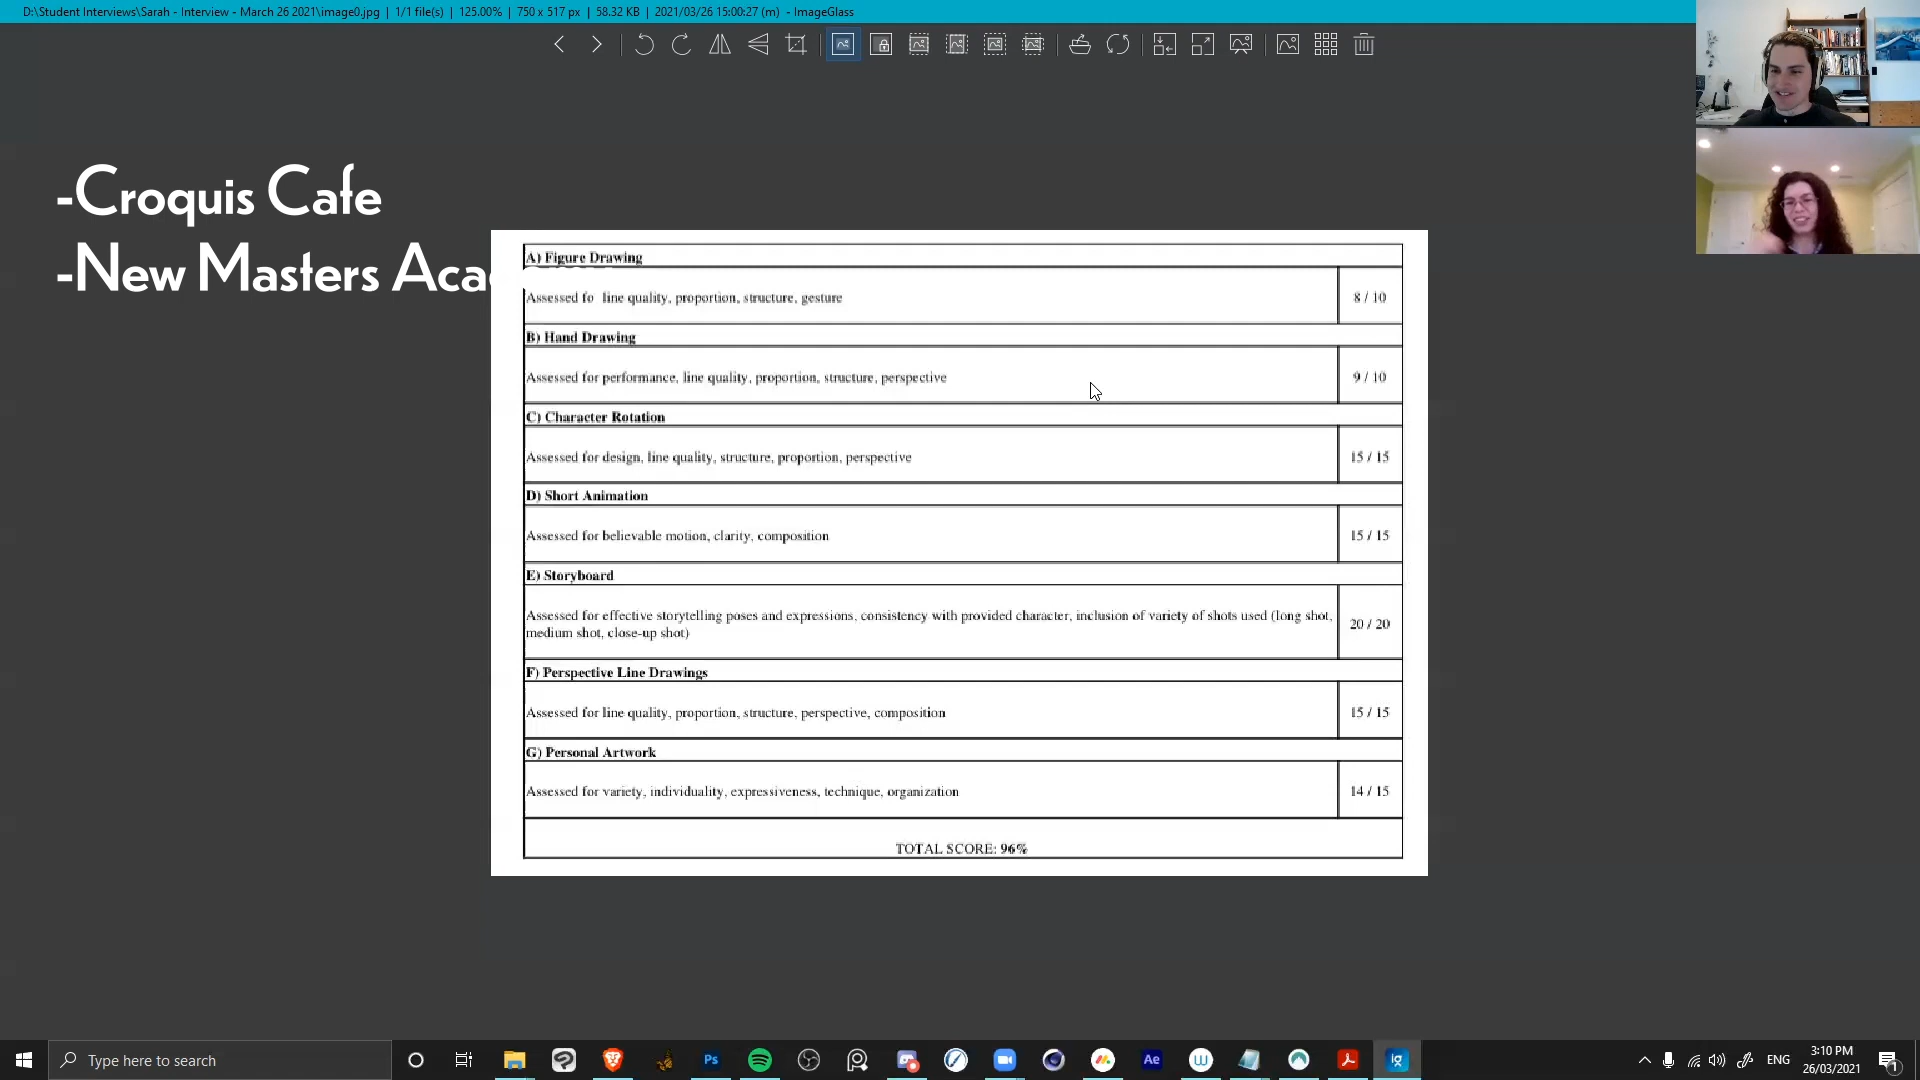 D:\Student Interviews\Sarah - Interview - March 26 2021\image0.jpg | 1/1 file(s) | 125.00% | 750 x 517 px | 58.32 KB | 2021/03/26 15:00:27 (m) - ImageGlass
-Croquis Cafe
-New Masters Aca
A) Figure Drawing
Assessed fo line quality, proportion, structure, gesture
8 / 10
B) Hand Drawing
Assessed for performance, line quality, proportion, structure, perspective
9 / 10
C) Character Rotation
Assessed for design, line quality, structure, proportion, perspective
15 / 15
D) Short Animation
Assessed for believable motion, clarity, composition
15 / 15
E) Storyboard
Assessed for effective storytelling poses and expressions, consistency with provided character, inclusion of variety of shots used (long shot,
medium shot, close-up shot)
20 / 20
F) Perspective Line Drawings
Assessed for line quality, proportion, structure, perspective, composition
15 / 15
G) Personal Artwork
Assessed for variety, individuality, expressiveness, technique, organization
14 / 15
TOTAL SCORE: 96%
Type here to search
Ps
Ae
W
Ig
ENG
3:10 PM
26/03/2021
1